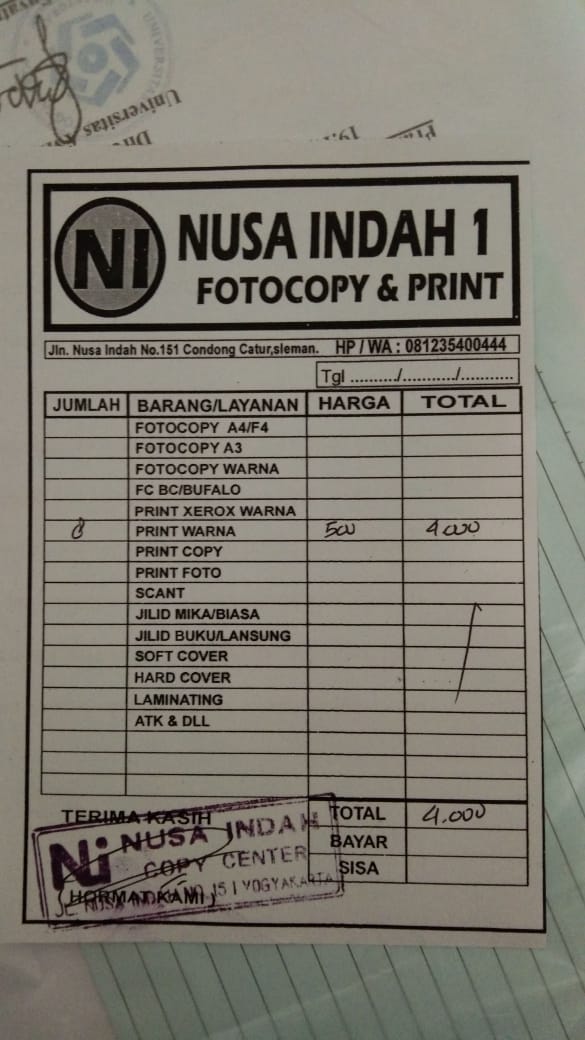 Universitas
NI NUSA INDAH 1
FOTOCOPY & PRINT
Jln. Nusa Indah No.151 Condong Catur,sleman. HP / WA : 081235400444
Tgl ........../.........../...........
JUMLAH BARANG/LAYANAN HARGA TOTAL
FOTOCOPY A4/F4
FOTOCOPY A3
FOTOCOPY WARNA
FC BC/BUFALO
PRINT XEROX WARNA
8 PRINT WARNA 500 4.000
PRINT COPY
PRINT FOTO
SCANT
JILID MIKA/BIASA
JILID BUKU/LANSUNG
SOFT COVER
HARD COVER
LAMINATING
ATK & DLL
TERIMA KASIH TOTAL 4.000
BAYAR
SISA
Ni NUSA INDAH
COPY CENTER
JL. NUSA INDAH NO 151 YOGYAKARTA
(HORMAT KAMI)